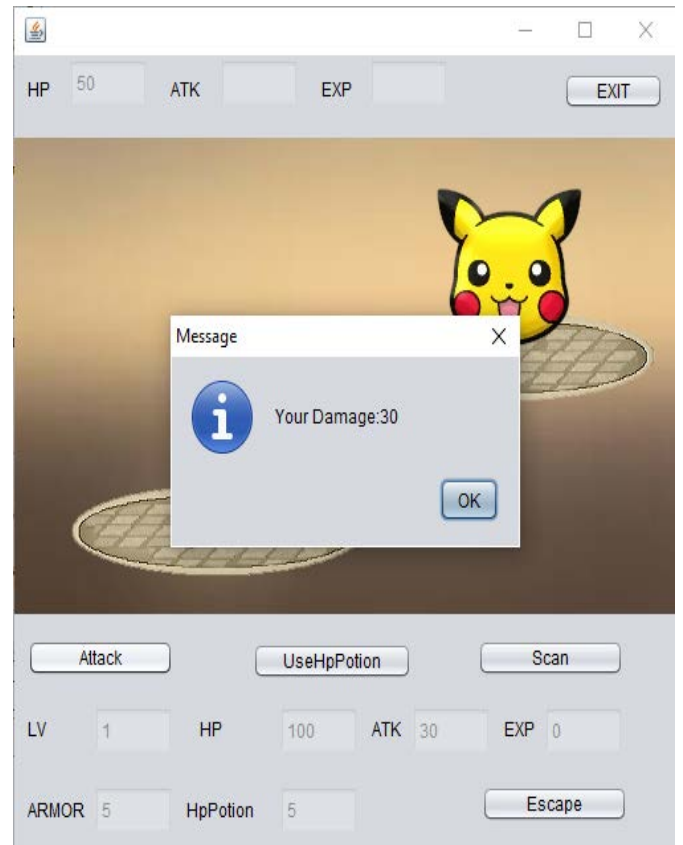 HP 50 ATK EXP EXIT
Message
Your Damage:30
OK
Attack UseHpPotion Scan
LV 1 HP 100 ATK 30 EXP 0
ARMOR 5 HpPotion 5 Escape